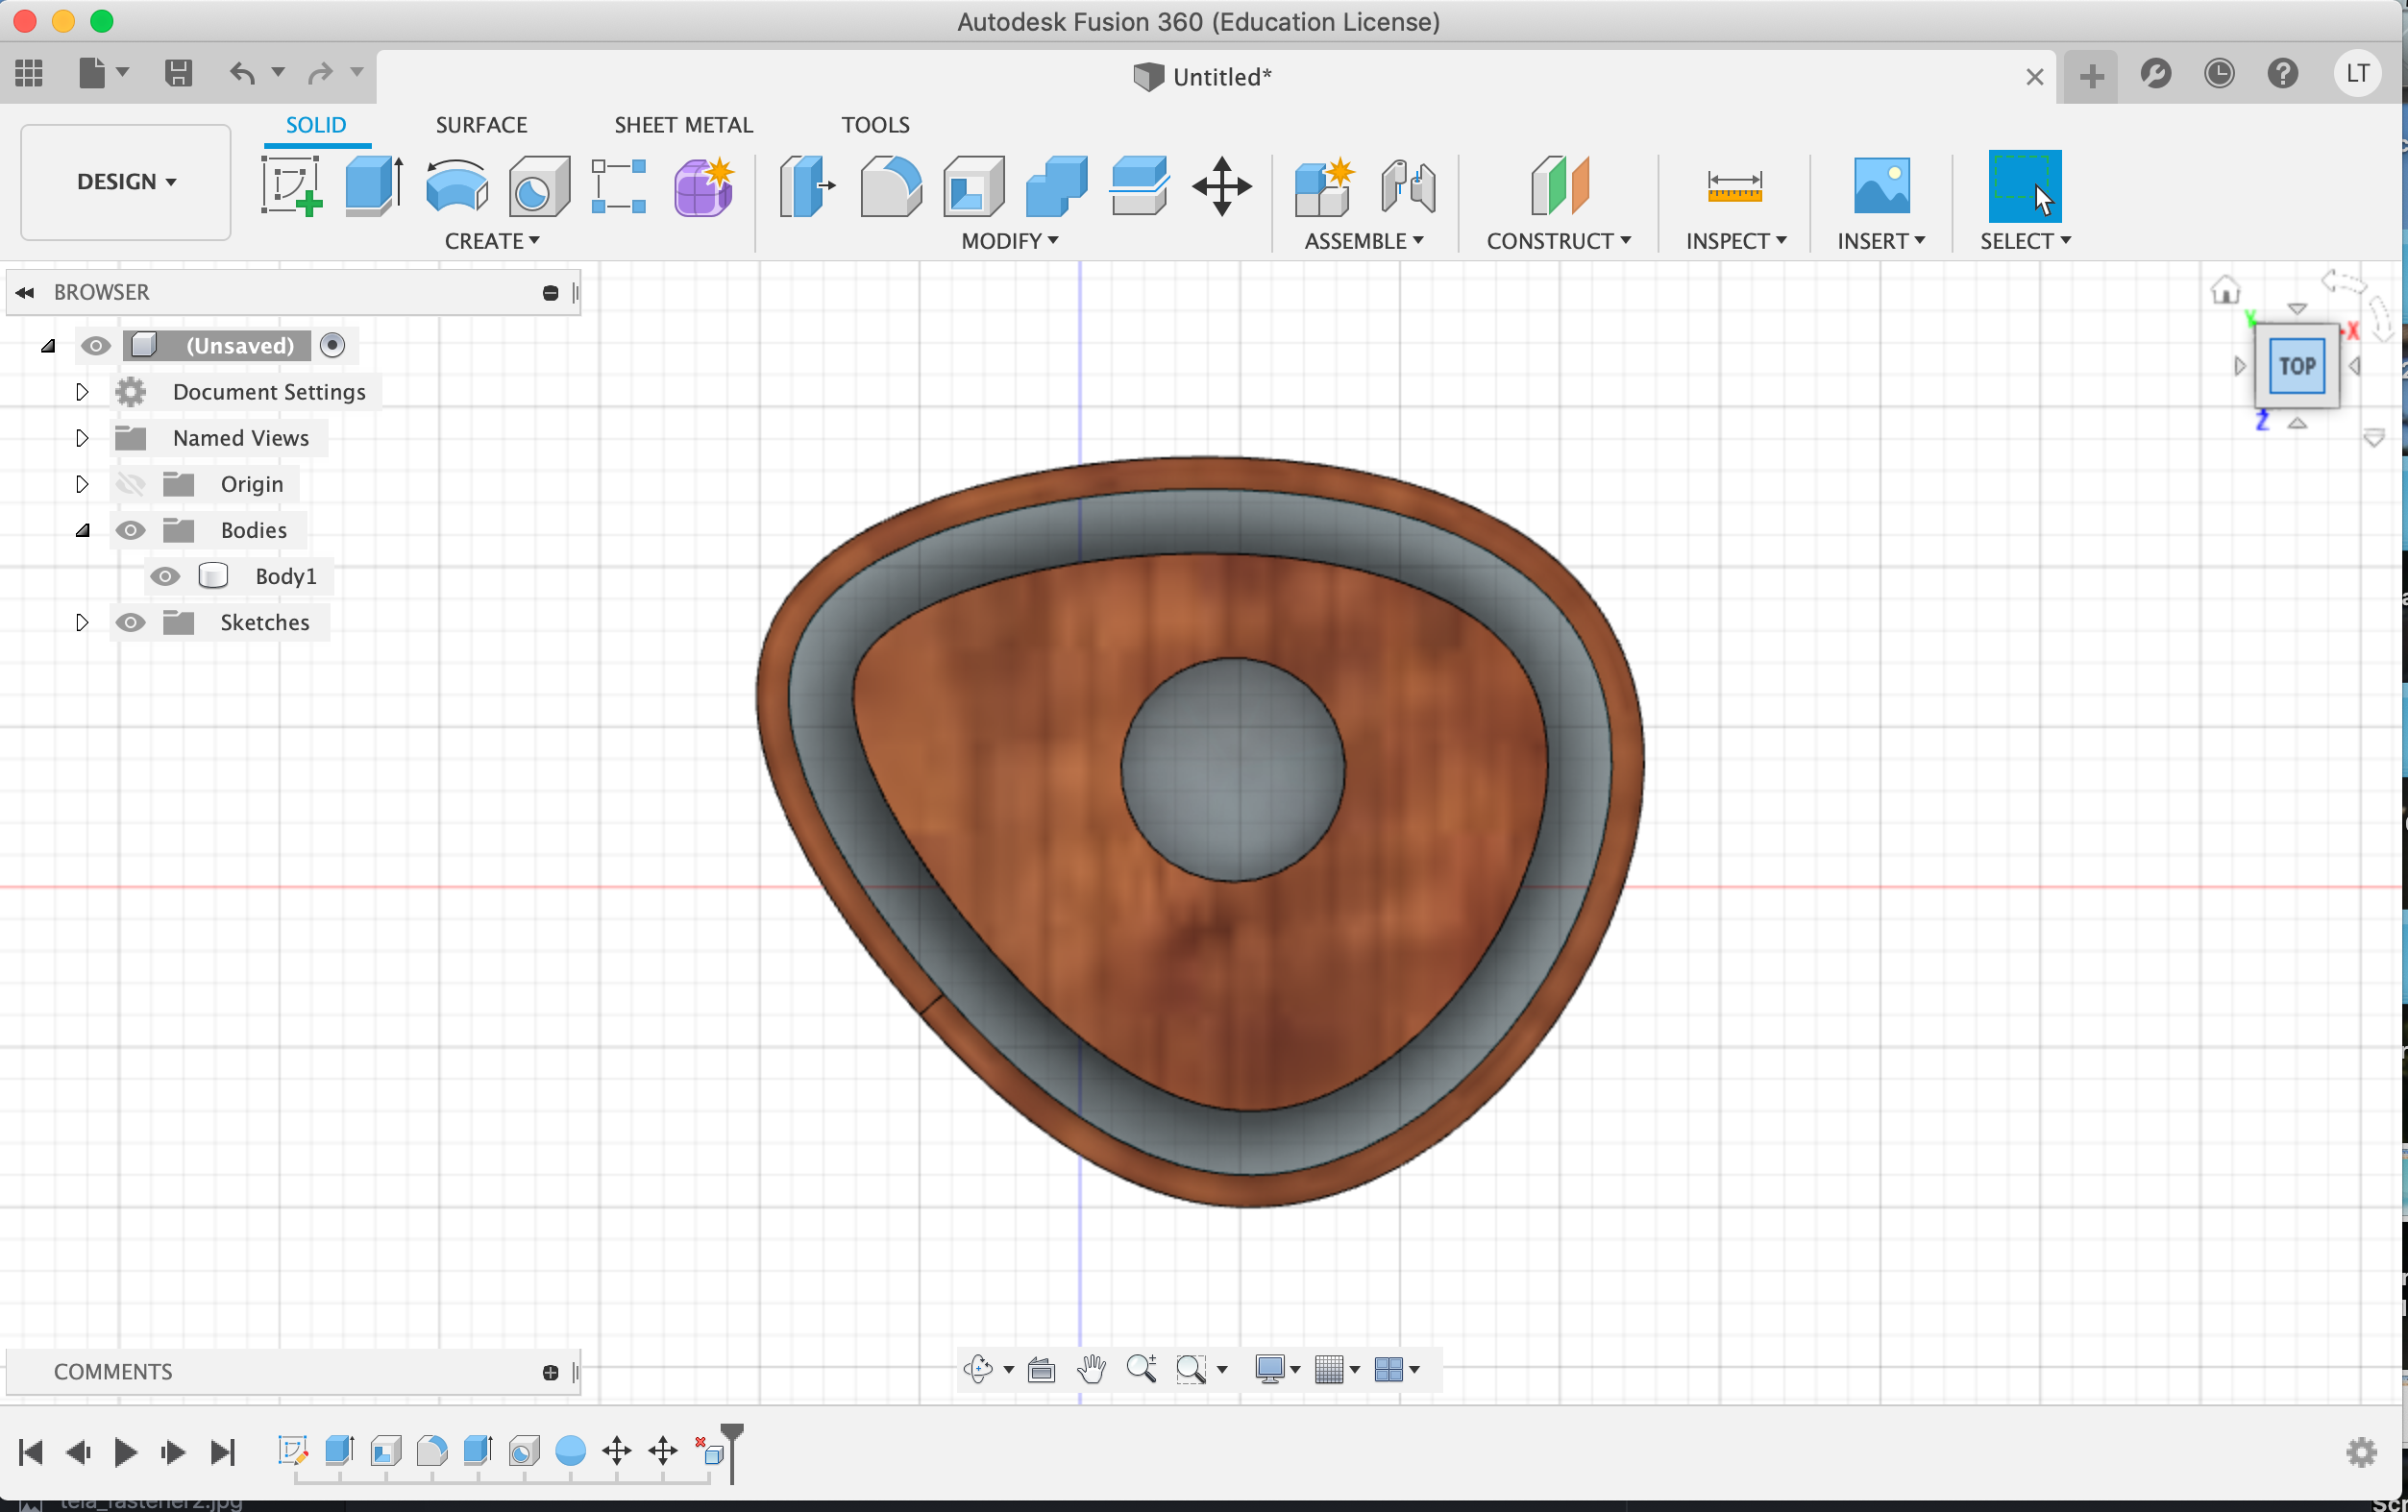 Autodesk Fusion 360 (Education License)
Untitled*
LT
DESIGN
SOLID
SURFACE
SHEET METAL
TOOLS
CREATE
MODIFY
ASSEMBLE
CONSTRUCT
INSPECT
INSERT
SELECT
BROWSER
(Unsaved)
Document Settings
Named Views
Origin
Bodies
Body1
Sketches
Y
X
TOP
Z
COMMENTS